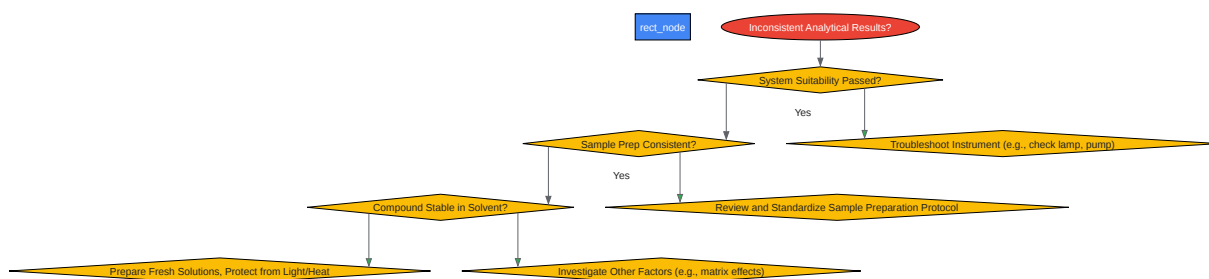 rect_node
Inconsistent Analytical Results?
System Suitability Passed?
Yes
Sample Prep Consistent?
Troubleshoot Instrument (e.g., check lamp, pump)
Yes
Compound Stable in Solvent?
Review and Standardize Sample Preparation Protocol
Prepare Fresh Solutions, Protect from Light/Heat
Investigate Other Factors (e.g., matrix effects)